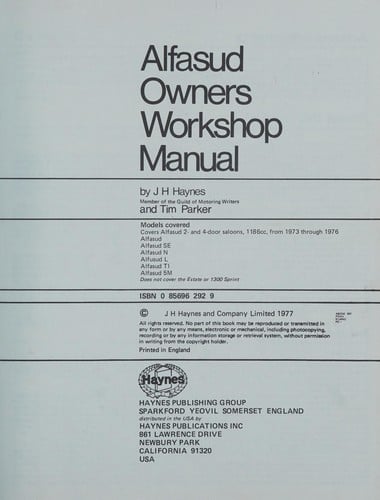 Alfasud
Owners
Workshop
Manual
by J H Haynes
Member of the Guild of Motoring Writers
and Tim Parker
Models covered
Covers Alfasud 2- and 4-door saloons, 1186cc, from 1973 through 1976
Alfasud
Alfasud SE
Alfasud N
Alfasud L
Alfasud TI
Alfasud 5M
Does not cover the Estate or 1300 Sprint
ISBN 0 85696 292 9
© J H Haynes and Company Limited 1977
All rights reserved. No part of this book may be reproduced or transmitted in
any form or by any means, electronic or mechanical, including photocopying,
recording or by any information storage or retrieval system, without permission
in writing from the copyright holder.
Printed in England
Haynes
HAYNES PUBLISHING GROUP
SPARKFORD YEOVIL SOMERSET ENGLAND
distributed in the USA by
HAYNES PUBLICATIONS INC
861 LAWRENCE DRIVE
NEWBURY PARK
CALIFORNIA 91320
USA